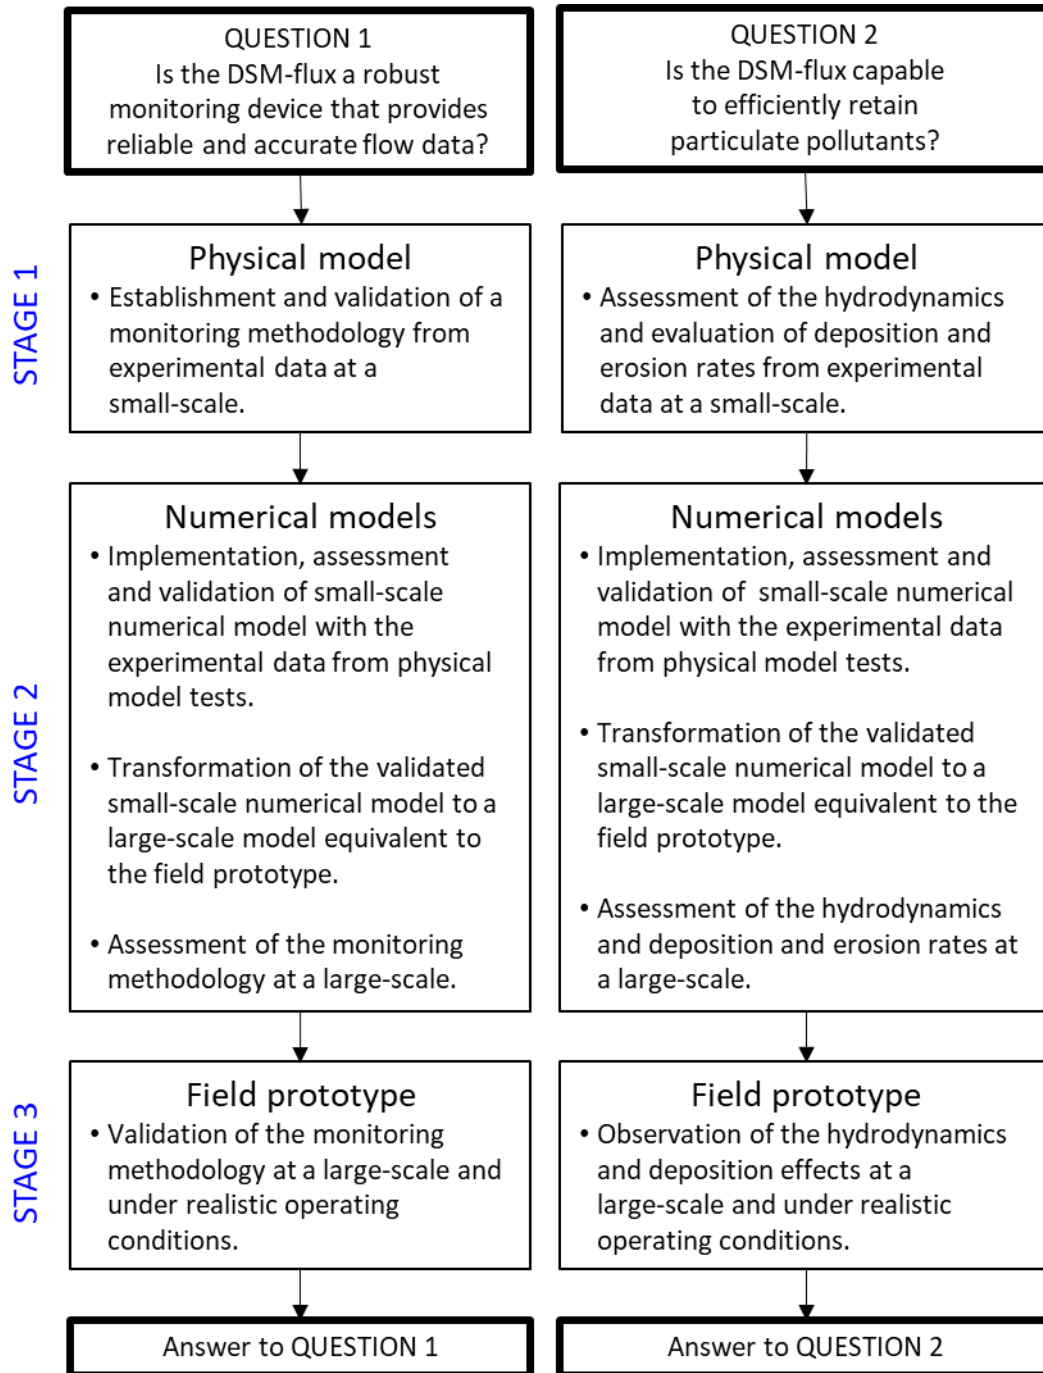 QUESTION 1
Is the DSM-flux a robust
monitoring device that provides
reliable and accurate flow data?
QUESTION 2
Is the DSM-flux capable
to efficiently retain
particulate pollutants?
STAGE 1
Physical model
• Establishment and validation of a
monitoring methodology from
experimental data at a
small-scale.
Physical model
• Assessment of the hydrodynamics
and evaluation of deposition and
erosion rates from experimental
data at a small-scale.
STAGE 2
Numerical models
• Implementation, assessment
and validation of small-scale
numerical model with the
experimental data from physical
model tests.
• Transformation of the validated
small-scale numerical model to a
large-scale model equivalent to
the field prototype.
• Assessment of the monitoring
methodology at a large-scale.
Numerical models
• Implementation, assessment and
validation of small-scale numerical
model with the experimental data
from physical model tests.
• Transformation of the validated
small-scale numerical model to a
large-scale model equivalent to the
field prototype.
• Assessment of the hydrodynamics
and deposition and erosion rates at
a large-scale.
STAGE 3
Field prototype
• Validation of the monitoring
methodology at a large-scale and
under realistic operating
conditions.
Field prototype
• Observation of the hydrodynamics
and deposition effects at a
large-scale and under realistic
operating conditions.
Answer to QUESTION 1
Answer to QUESTION 2